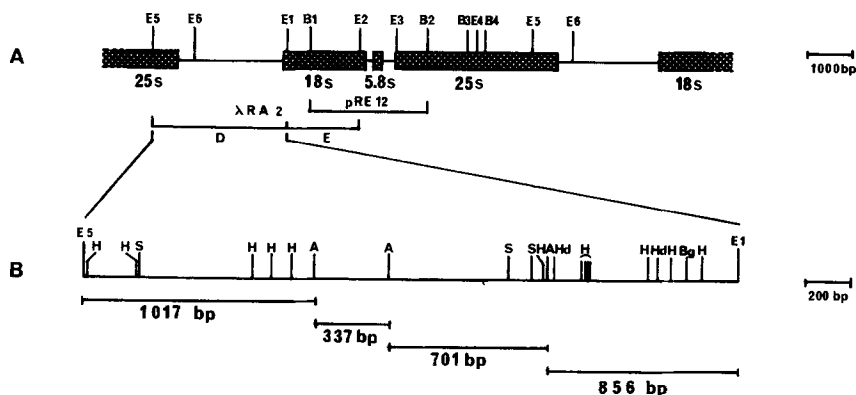 E5 E6 E1 B1 E2 E3 B2 B3 E4 B4 E5 E6
A
25s 18s 5.8s 25s 18s
1000bp
pRE 12
λRA 2
D E
E5 E1
H H S H H H A A S S H A Hd H H Hd H Bg H
B
200 bp
1017 bp
337 bp
701 bp
856 bp